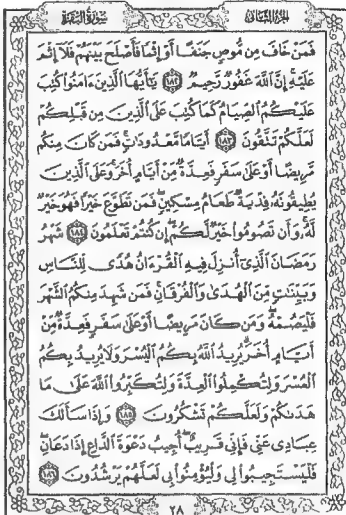 الجزء الثاني
سورة البقرة
فَمَنْ خَافَ مِن مُّوصٍ جَنَفًا أَوْ إِثْمًا فَأَصْلَحَ بَيْنَهُمْ فَلَآ إِثْمَ
عَلَيْهِ إِنَّ ٱللَّهَ غَفُورٌ رَّحِيمٌ ١٨٢ يَٰٓأَيُّهَا ٱلَّذِينَ ءَامَنُوا۟ كُتِبَ
عَلَيْكُمُ ٱلصِّيَامُ كَمَا كُتِبَ عَلَى ٱلَّذِينَ مِن قَبْلِكُمْ
لَعَلَّكُمْ تَتَّقُونَ ١٨٣ أَيَّامًا مَّعْدُودَٰتٍ فَمَن كَانَ مِنكُم
مَّرِيضًا أَوْ عَلَىٰ سَفَرٍ فَعِدَّةٌ مِّنْ أَيَّامٍ أُخَرَ وَعَلَى ٱلَّذِينَ
يُطِيقُونَهُۥ فِدْيَةٌ طَعَامُ مِسْكِينٍ فَمَن تَطَوَّعَ خَيْرًا فَهُوَ خَيْرٌ
لَّهُۥ وَأَن تَصُومُوا۟ خَيْرٌ لَّكُمْ إِن كُنتُمْ تَعْلَمُونَ ١٨٤ شَهْرُ
رَمَضَانَ ٱلَّذِىٓ أُنزِلَ فِيهِ ٱلْقُرْءَانُ هُدًى لِّلنَّاسِ
وَبَيِّنَٰتٍ مِّنَ ٱلْهُدَىٰ وَٱلْفُرْقَانِ فَمَن شَهِدَ مِنكُمُ ٱلشَّهْرَ
فَلْيَصُمْهُ وَمَن كَانَ مَرِيضًا أَوْ عَلَىٰ سَفَرٍ فَعِدَّةٌ مِّنْ
أَيَّامٍ أُخَرَ يُرِيدُ ٱللَّهُ بِكُمُ ٱلْيُسْرَ وَلَا يُرِيدُ بِكُمُ
ٱلْعُسْرَ وَلِتُكْمِلُوا۟ ٱلْعِدَّةَ وَلِتُكَبِّرُوا۟ ٱللَّهَ عَلَىٰ مَا
هَدَىٰكُمْ وَلَعَلَّكُمْ تَشْكُرُونَ ١٨٥ وَإِذَا سَأَلَكَ
عِبَادِى عَنِّى فَإِنِّى قَرِيبٌ أُجِيبُ دَعْوَةَ ٱلدَّاعِ إِذَا دَعَانِ
فَلْيَسْتَجِيبُوا۟ لِى وَلْيُؤْمِنُوا۟ بِى لَعَلَّهُمْ يَرْشُدُونَ ١٨٦
٢٨